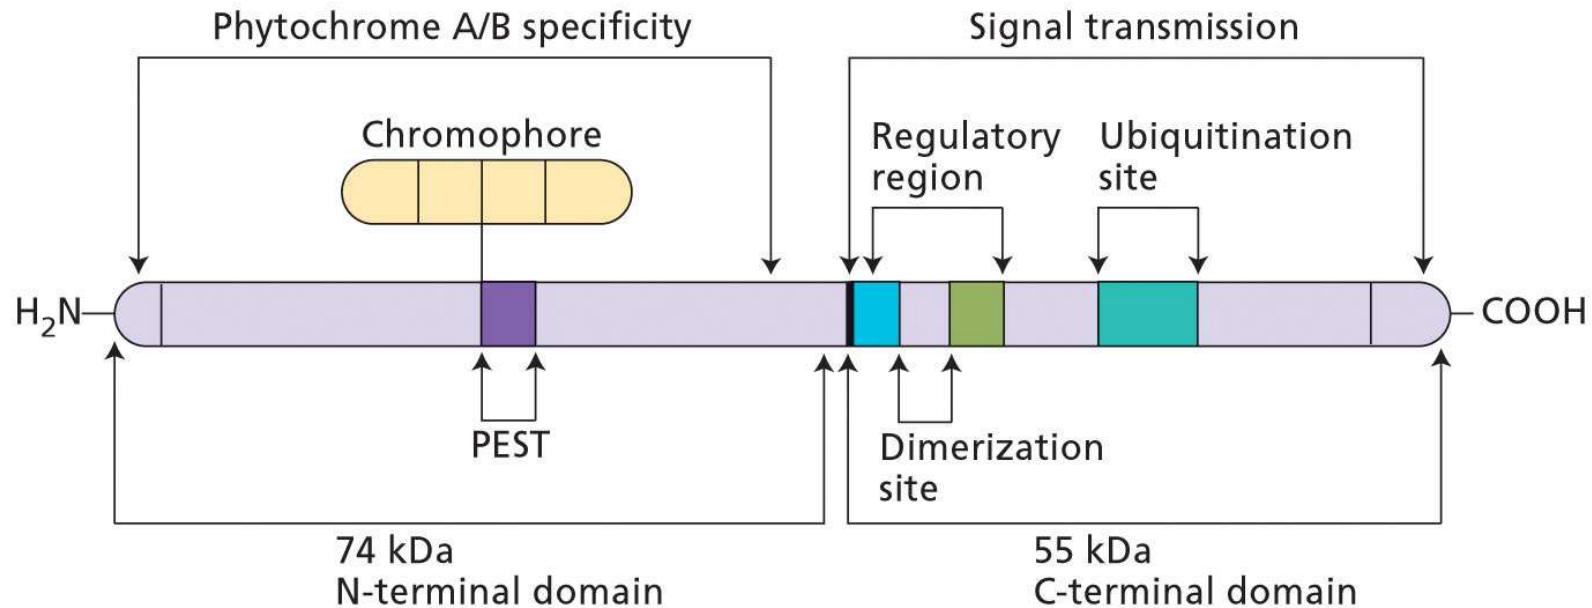 Phytochrome A/B specificity
Signal transmission
Chromophore
Regulatory
region
Ubiquitination
site
H₂N
COOH
PEST
Dimerization
site
74 kDa
N-terminal domain
55 kDa
C-terminal domain